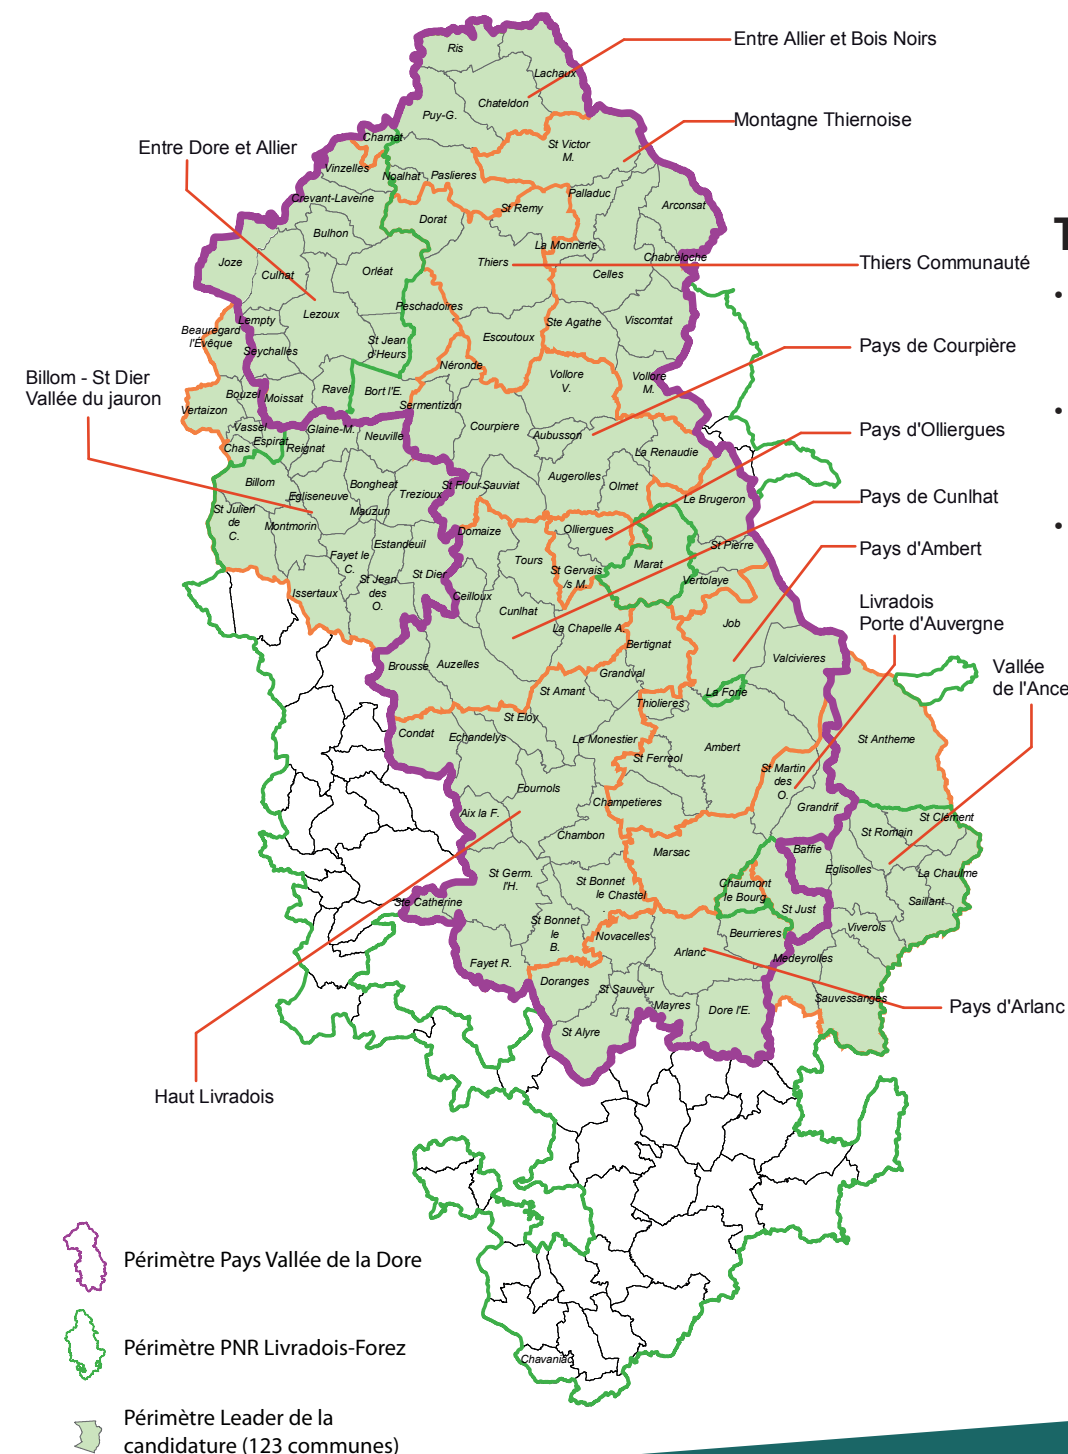 Entre Allier et Bois Noirs
Montagne Thiernoise
Entre Dore et Allier
Thiers Communauté
Pays de Courpière
Billom - St Dier
Vallée du jauron
Pays d'Olliergues
Pays de Cunlhat
Pays d'Ambert
Livradois
Porte d'Auvergne
Vallée
de l'Ance
Pays d'Arlanc
Haut Livradois
T
•
•
•
Ris
Lachaux
Chateldon
Puy-G.
Charnat
St Victor
M.
Vinzelles
Noalhat
Paslieres
Palladuc
Crevant-Laveine
Dorat
St Remy
Arconsat
Bulhon
La Monnerie
Joze
Culhat
Orléat
Thiers
Celles
Chabreloche
Lempty
Lezoux
Peschadoires
Beauregard
l'Évêque
Seychalles
St Jean
d'Heurs
Escoutoux
Ste Agathe
Viscomtat
Néronde
Vollore
V.
Vollore
M.
Bouzel
Moissat
Ravel
Bort l'E.
Sermentizon
Vertaizon
Vassel
Glaine-M.
Neuville
Courpiere
Aubusson
Chas
Espirat
Reignat
La Renaudie
Billom
Bongheat
Trezioux
St Flour
Sauviat
Augerolles
Olmet
Le Brugeron
Egliseneuve
Mauzun
St Julien
de
C.
Montmorin
Domaize
Olliergues
Estandeuil
St Pierre
Fayet le
C.
St Jean
des
O.
St Dier
Tours
St Gervais
/s M.
Marat
Vertolaye
Issertaux
Ceilloux
Cunlhat
La Chapelle A.
Job
Bertignat
Valcivieres
Brousse
Auzelles
Grandval
St Amant
La Forie
Thiolieres
Condat
Echandelys
St Eloy
Le Monestier
St Ferreol
Ambert
St Antheme
St Martin
des
O.
Fournols
Champetieres
Grandrif
Aix la F.
Chambon
St Clément
St Romain
Marsac
Baffie
Eglisolles
La Chaulme
St Germ.
l'H.
St Bonnet
le Chastel
Chaumont
le Bourg
Saillant
Ste Catherine
St Just
St Bonnet
le
B.
Novacelles
Beurrieres
Viverols
Arlanc
Medeyrolles
Fayet R.
Doranges
St Sauveur
Mayres
Dore l'E.
Sauvessanges
St Alyre
Chavaniac
Périmètre Pays Vallée de la Dore
Périmètre PNR Livradois-Forez
Périmètre Leader de la
candidature (123 communes)